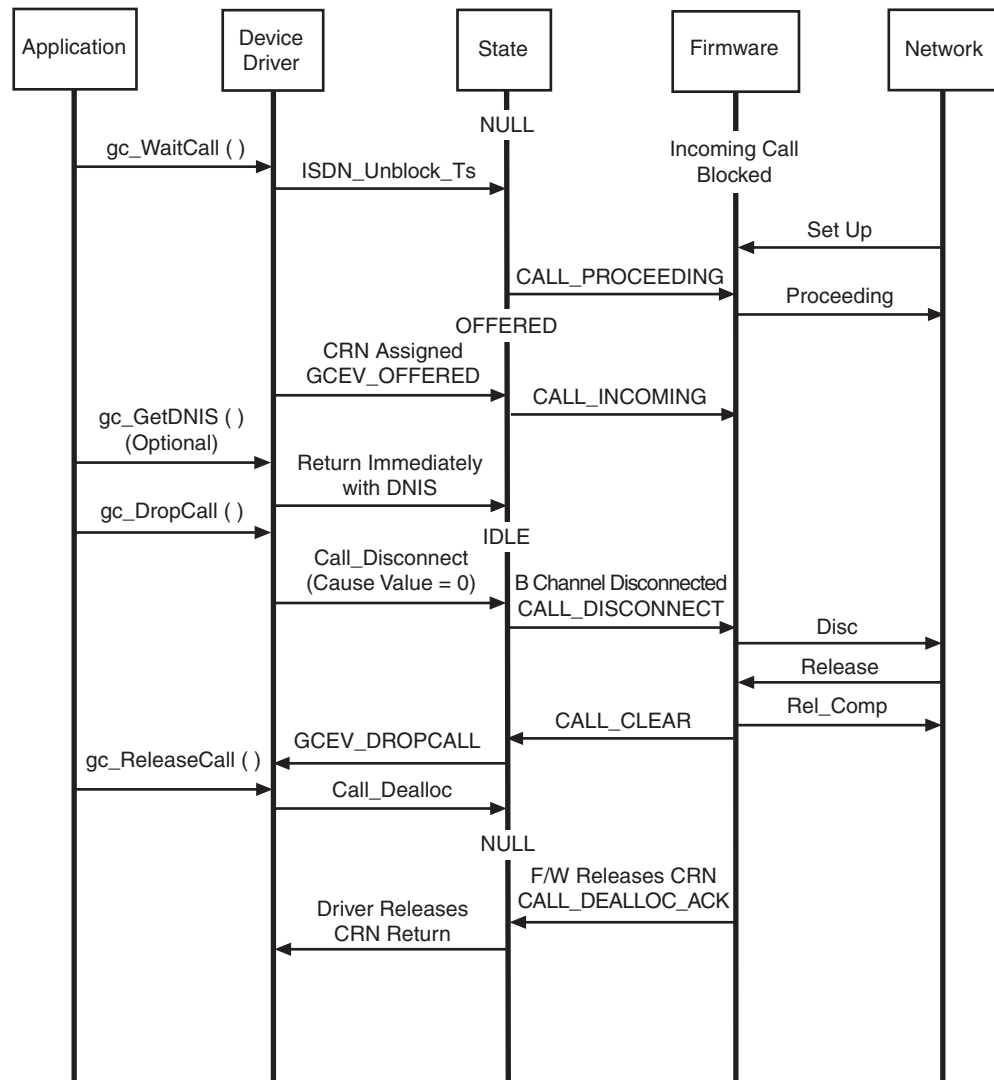 Application
Device
Driver
State
Firmware
Network
NULL
gc_WaitCall ( )
Incoming Call
Blocked
ISDN_Unblock_Ts
Set Up
CALL_PROCEEDING
Proceeding
OFFERED
CRN Assigned
GCEV_OFFERED
CALL_INCOMING
gc_GetDNIS ( )
(Optional)
Return Immediately
with DNIS
gc_DropCall ( )
IDLE
Call_Disconnect
(Cause Value = 0)
B Channel Disconnected
CALL_DISCONNECT
Disc
Release
Rel_Comp
CALL_CLEAR
GCEV_DROPCALL
gc_ReleaseCall ( )
Call_Dealloc
NULL
F/W Releases CRN
CALL_DEALLOC_ACK
Driver Releases
CRN Return